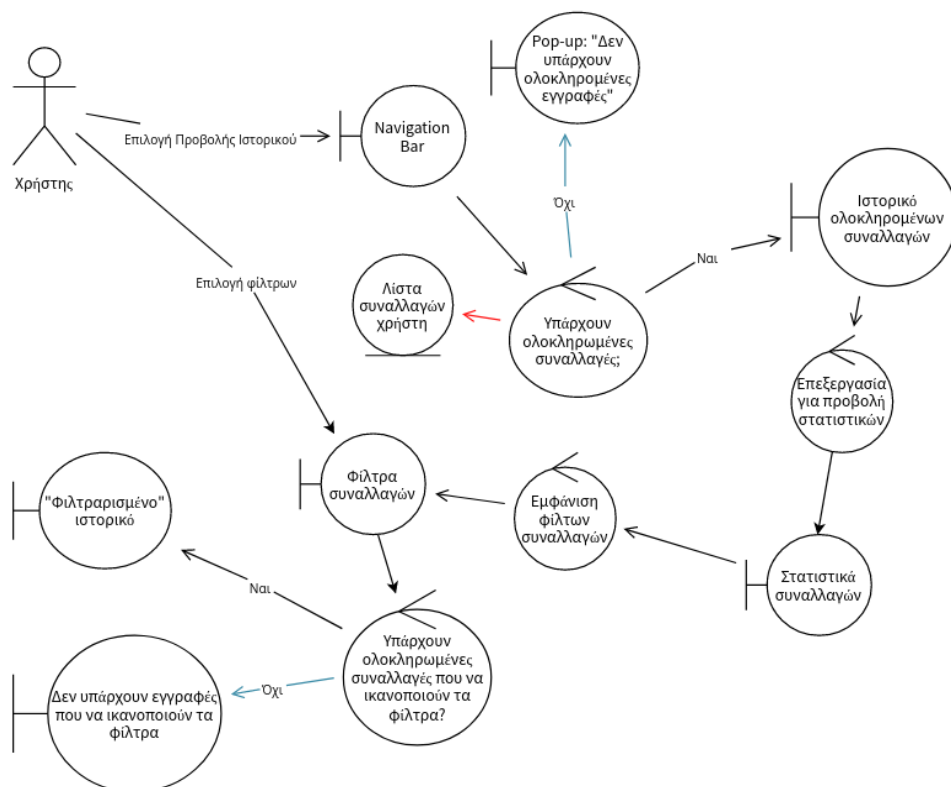 Pop-up: "Δεν
υπάρχουν
ολοκληρομένες
εγγραφές"
Επιλογή Προβολής Ιστορικού
Navigation
Bar
Χρήστης
Όχι
Ιστορικό
ολοκληρομένων
συναλλαγών
Ναι
Επιλογή φίλτρων
Λίστα
συναλλαγών
χρήστη
Υπάρχουν
ολοκληρωμένες
συναλλαγές;
Επεξεργασία
για προβολή
στατιστικών
"Φιλτραρισμένο"
ιστορικό
Φίλτρα
συναλλαγών
Εμφάνιση
φίλτων
συναλλαγών
Στατιστικά
συναλλαγών
Ναι
Υπάρχουν
ολοκληρωμένες
συναλλαγές που να
ικανοποιούν τα
φίλτρα?
Όχι
Δεν υπάρχουν εγγραφές
που να ικανοποιούν τα
φίλτρα